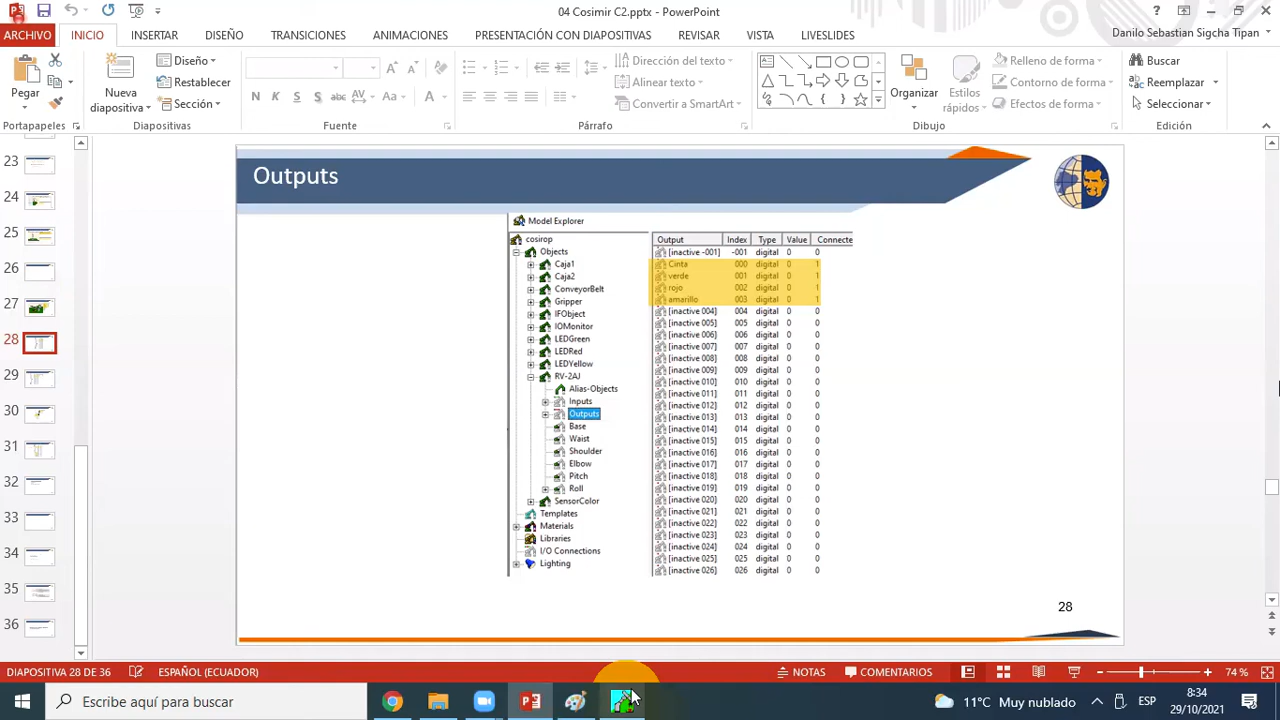 04 Cosimir C2.pptx - PowerPoint
ARCHIVO INICIO INSERTAR DISEÑO TRANSICIONES ANIMACIONES PRESENTACIÓN CON DIAPOSITIVAS REVISAR VISTA LIVESLIDES Danilo Sebastian Sigcha Tipan
Pegar
Portapapeles
Nueva diapositiva
Diseño
Restablecer
Sección
Diapositivas
N K S S abc AV Aa A
Fuente
Dirección del texto
Alinear texto
Convertir a SmartArt
Párrafo
Organizar
Estilos rápidos
Relleno de forma
Contorno de forma
Efectos de forma
Dibujo
Buscar
Reemplazar
Seleccionar
Edición
23
24
25
26
27
28
29
30
31
32
33
34
35
36
Outputs
Model Explorer
cosirop
Objects
Caja1
Caja2
ConveyorBelt
Gripper
IFObject
IOMonitor
LEDGreen
LEDRed
LEDYellow
RV-2AJ
Alias-Objects
Inputs
Outputs
Base
Waist
Shoulder
Elbow
Pitch
Roll
SensorColor
Templates
Materials
Libraries
I/O Connections
Lighting
Output Index Type Value Connecte
[inactive -001] -001 digital 0 0
Cinta 000 digital 0 1
verde 001 digital 0 1
rojo 002 digital 0 1
amarillo 003 digital 0 1
[inactive 004] 004 digital 0 0
[inactive 005] 005 digital 0 0
[inactive 006] 006 digital 0 0
[inactive 007] 007 digital 0 0
[inactive 008] 008 digital 0 0
[inactive 009] 009 digital 0 0
[inactive 010] 010 digital 0 0
[inactive 011] 011 digital 0 0
[inactive 012] 012 digital 0 0
[inactive 013] 013 digital 0 0
[inactive 014] 014 digital 0 0
[inactive 015] 015 digital 0 0
[inactive 016] 016 digital 0 0
[inactive 017] 017 digital 0 0
[inactive 018] 018 digital 0 0
[inactive 019] 019 digital 0 0
[inactive 020] 020 digital 0 0
[inactive 021] 021 digital 0 0
[inactive 022] 022 digital 0 0
[inactive 023] 023 digital 0 0
[inactive 024] 024 digital 0 0
[inactive 025] 025 digital 0 0
[inactive 026] 026 digital 0 0
28
DIAPOSITIVA 28 DE 36 ESPAÑOL (ECUADOR) NOTAS COMENTARIOS 74 %
Escribe aquí para buscar
11°C Muy nublado
ESP
8:34
29/10/2021